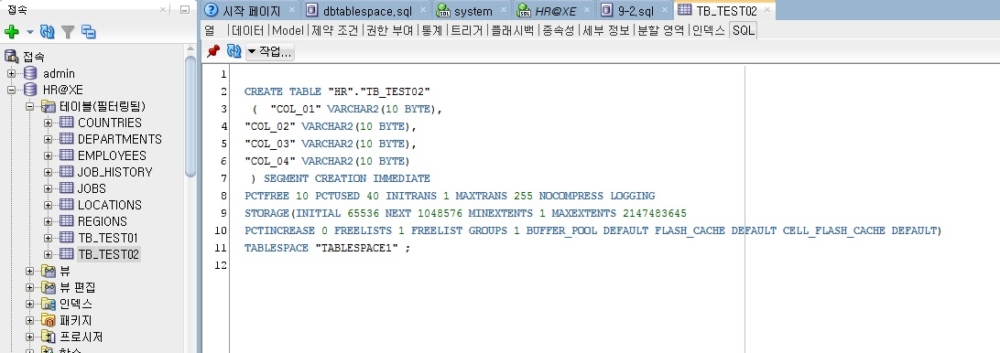 접속
시작 페이지
dbtablespace.sql
system
HR@XE
9-2.sql
TB_TEST02
열 |데이터|Model|제약 조건|권한 부여|통계|트리거|플래시백|종속성|세부 정보|분할 영역|인덱스|SQL
작업...
접속
admin
HR@XE
테이블(필터링됨)
COUNTRIES
DEPARTMENTS
EMPLOYEES
JOB_HISTORY
JOBS
LOCATIONS
REGIONS
TB_TEST01
TB_TEST02
뷰
뷰 편집
인덱스
패키지
프로시저
1
2 CREATE TABLE "HR"."TB_TEST02"
3 ( "COL_01" VARCHAR2(10 BYTE),
4 "COL_02" VARCHAR2(10 BYTE),
5 "COL_03" VARCHAR2(10 BYTE),
6 "COL_04" VARCHAR2(10 BYTE)
7 ) SEGMENT CREATION IMMEDIATE
8 PCTFREE 10 PCTUSED 40 INITRANS 1 MAXTRANS 255 NOCOMPRESS LOGGING
9 STORAGE(INITIAL 65536 NEXT 1048576 MINEXTENTS 1 MAXEXTENTS 2147483645
10 PCTINCREASE 0 FREELISTS 1 FREELIST GROUPS 1 BUFFER_POOL DEFAULT FLASH_CACHE DEFAULT CELL_FLASH_CACHE DEFAULT)
11 TABLESPACE "TABLESPACE1" ;
12